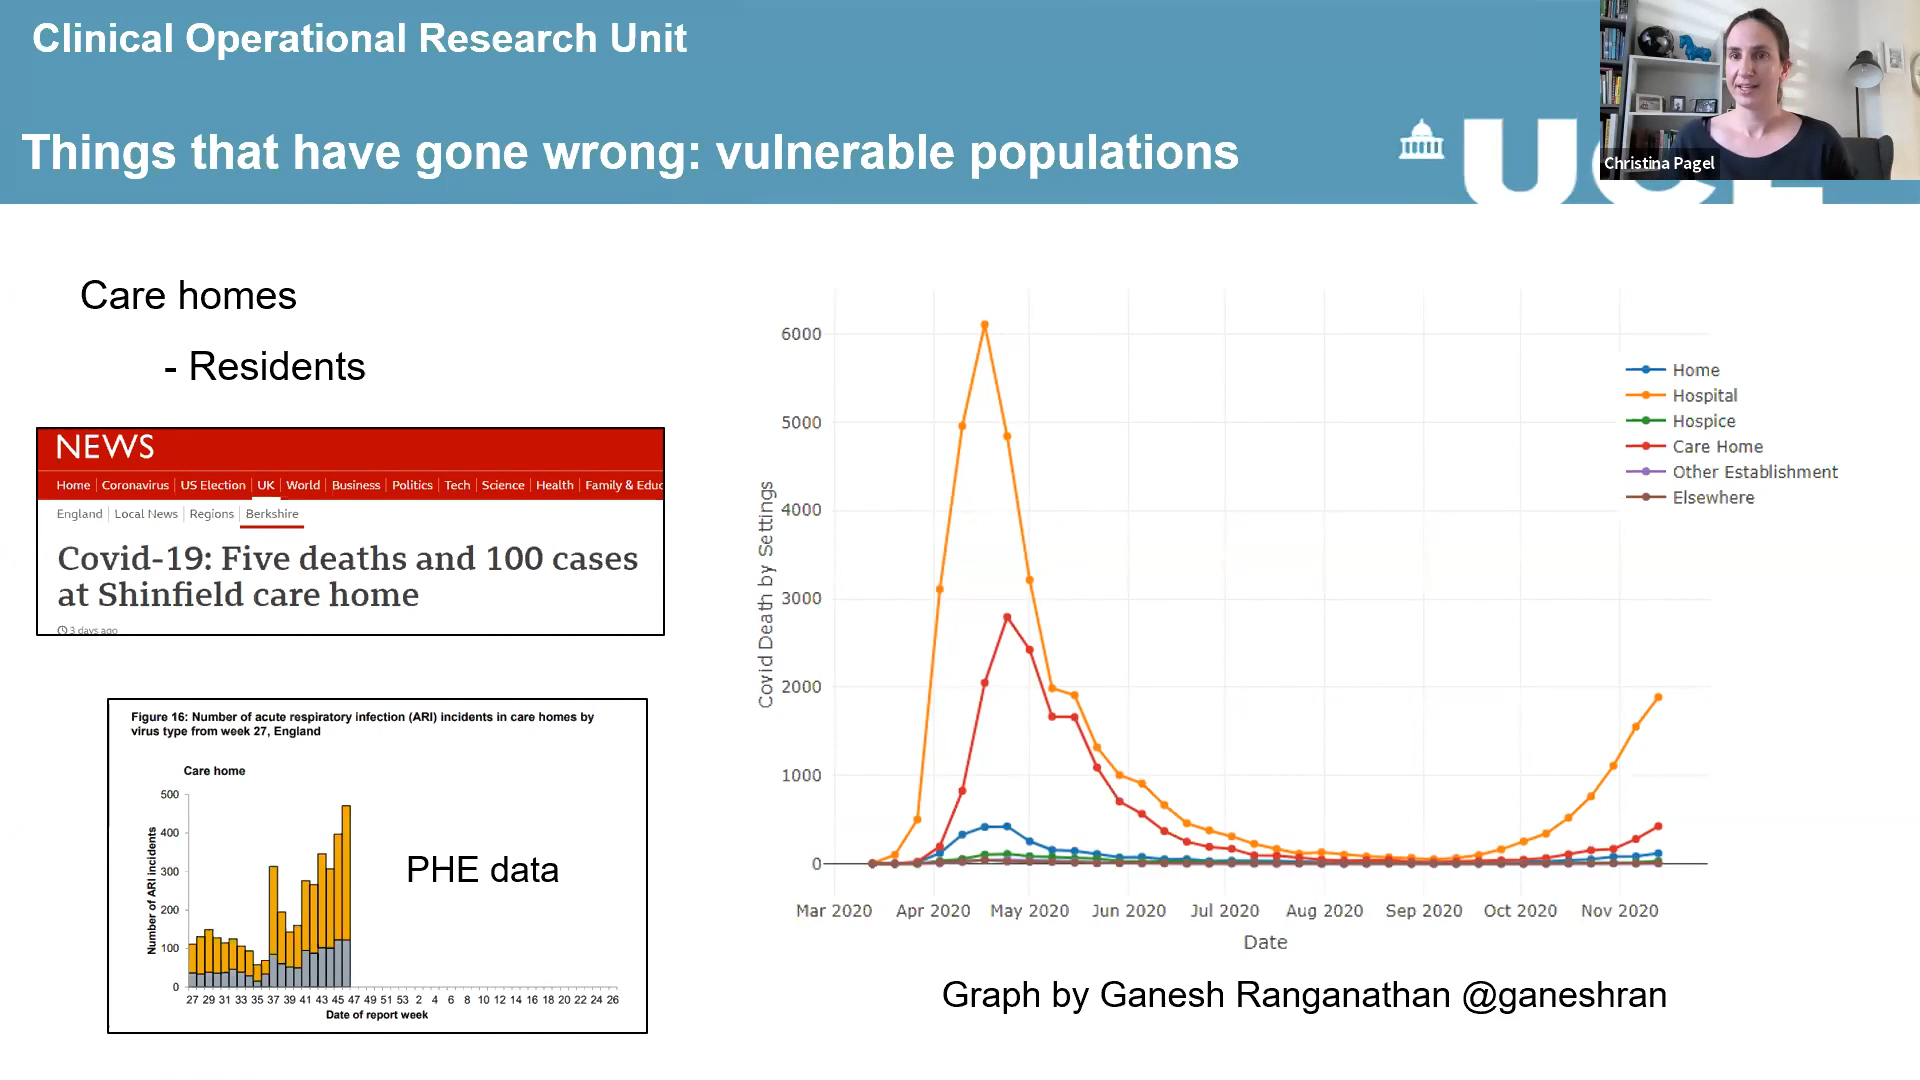 Clinical Operational Research Unit
Things that have gone wrong: vulnerable populations
UCL
Christina Pagel
Care homes
- Residents
NEWS
Home Coronavirus US Election UK World Business Politics Tech Science Health Family & Educ
England Local News Regions Berkshire
Covid-19: Five deaths and 100 cases
at Shinfield care home
3 days ago
Figure 16: Number of acute respiratory infection (ARI) incidents in care homes by
virus type from week 27, England
Care home
500
400
300
200
100
0
Number of ARI incidents
27 29 31 33 35 37 39 41 43 45 47 49 51 53 2 4 6 8 10 12 14 16 18 20 22 24 26
Date of report week
PHE data
6000
5000
4000
3000
2000
1000
0
Covid Death by Settings
Mar 2020 Apr 2020 May 2020 Jun 2020 Jul 2020 Aug 2020 Sep 2020 Oct 2020 Nov 2020
Date
Home
Hospital
Hospice
Care Home
Other Establishment
Elsewhere
Graph by Ganesh Ranganathan @ganeshran